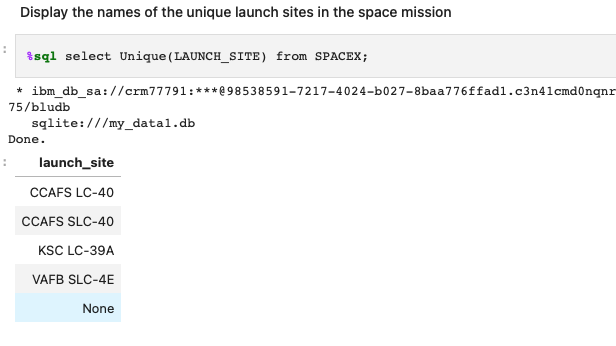 Display the names of the unique launch sites in the space mission
: %sql select Unique(LAUNCH_SITE) from SPACEX;
* ibm_db_sa://crm77791:***@98538591-7217-4024-b027-8baa776ffad1.c3n41cmd0nqnr
75/bludb
sqlite:///my_data1.db
Done.
: launch_site
CCAFS LC-40
CCAFS SLC-40
KSC LC-39A
VAFB SLC-4E
None